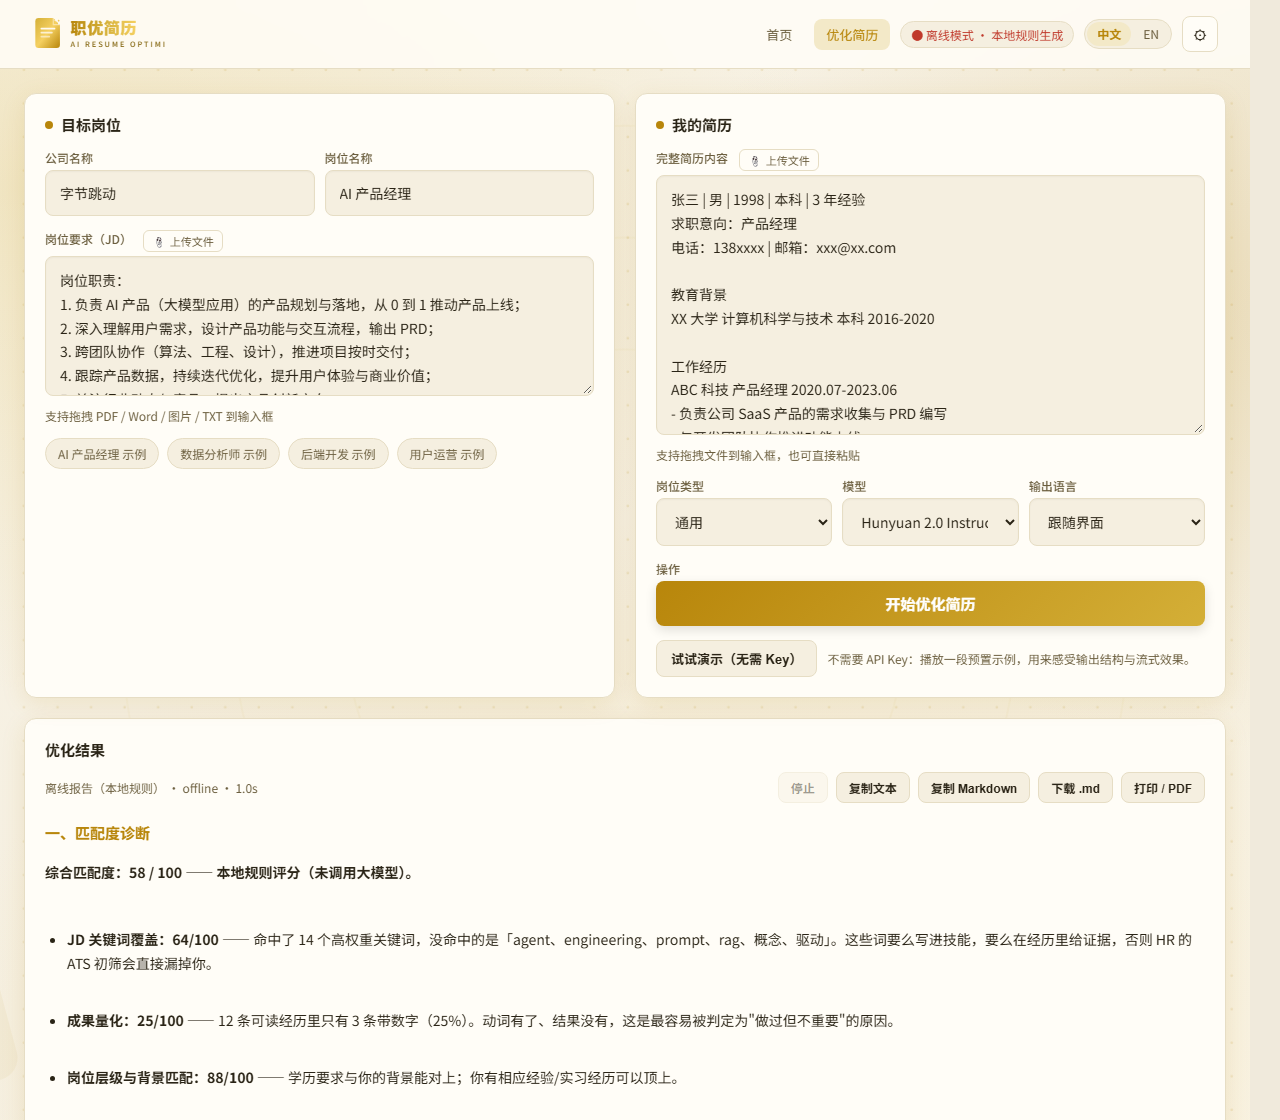 职优简历
AI RESUME OPTIMI
首页
优化简历
离线模式 · 本地规则生成
中文
EN
目标岗位
公司名称
岗位名称
字节跳动
AI 产品经理
岗位要求（JD）
上传文件
岗位职责：
1. 负责 AI 产品（大模型应用）的产品规划与落地，从 0 到 1 推动产品上线；
2. 深入理解用户需求，设计产品功能与交互流程，输出 PRD；
3. 跨团队协作（算法、工程、设计），推进项目按时交付；
4. 跟踪产品数据，持续迭代优化，提升用户体验与商业价值；
支持拖拽 PDF / Word / 图片 / TXT 到输入框
AI 产品经理 示例
数据分析师 示例
后端开发 示例
用户运营 示例
我的简历
完整简历内容
上传文件
张三 | 男 | 1998 | 本科 | 3 年经验
求职意向：产品经理
电话：138xxxx | 邮箱：xxx@xx.com
教育背景
XX 大学 计算机科学与技术 本科 2016-2020
工作经历
ABC 科技 产品经理 2020.07-2023.06
- 负责公司 SaaS 产品的需求收集与 PRD 编写
支持拖拽文件到输入框，也可直接粘贴
岗位类型
模型
输出语言
通用
Hunyuan 2.0 Instruc
跟随界面
操作
开始优化简历
试试演示（无需 Key）
不需要 API Key：播放一段预置示例，用来感受输出结构与流式效果。
优化结果
离线报告（本地规则） · offline · 1.0s
停止
复制文本
复制 Markdown
下载 .md
打印 / PDF
一、匹配度诊断
综合匹配度：58 / 100 —— 本地规则评分（未调用大模型）。
JD 关键词覆盖：64/100 —— 命中了 14 个高权重关键词，没命中的是「agent、engineering、prompt、rag、概念、驱动」。这些词要么写进技能，要么在经历里给证据，否则 HR 的
ATS 初筛会直接漏掉你。
成果量化：25/100 —— 12 条可读经历里只有 3 条带数字（25%）。动词有了、结果没有，这是最容易被判定为"做过但不重要"的原因。
岗位层级与背景匹配：88/100 —— 学历要求与你的背景能对上；你有相应经验/实习经历可以顶上。